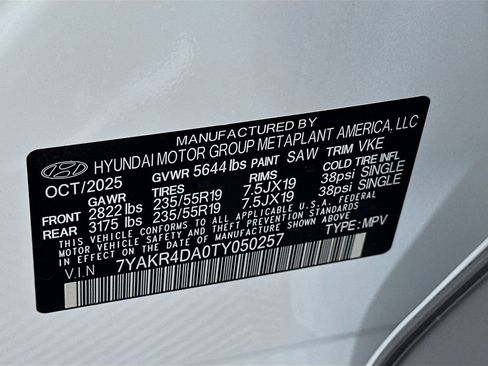 MANUFACTURED BY
HYUNDAI MOTOR GROUP METAPLANT AMERICA, LLC
OCT/2025 GVWR 5644 lbs PAINT SAW TRIM VKE
GAWR TIRES RIMS COLD TIRE INFL
FRONT 2822 lbs 235/55R19 7.5JX19 38psi SINGLE
REAR 3175 lbs 235/55R19 7.5JX19 38psi SINGLE
THIS VEHICLE CONFORMS TO ALL APPLICABLE U.S. FEDERAL
MOTOR VEHICLE SAFETY, BUMPER, AND THEFT PREVENTION
STANDARDS IN EFFECT ON THE DATE OF MANUFACTURE SHOWN ABOVE.
V.I.N 7YAKR4DA0TY050257 TYPE: MPV